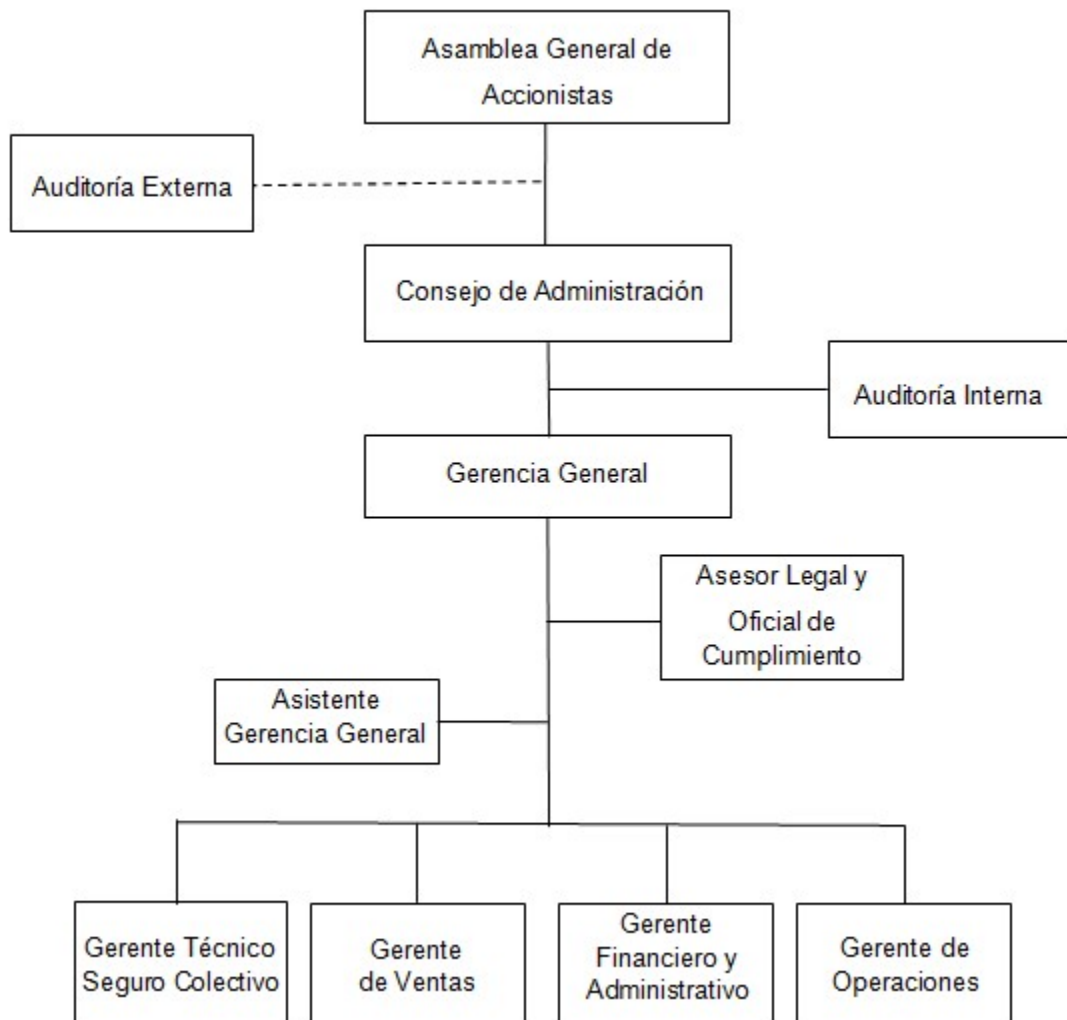 Asamblea General de
Accionistas
Auditoría Externa
Consejo de Administración
Auditoría Interna
Gerencia General
Asesor Legal y
Oficial de
Cumplimiento
Asistente
Gerencia General
Gerente Técnico
Seguro Colectivo
Gerente
de Ventas
Gerente
Financiero y
Administrativo
Gerente de
Operaciones